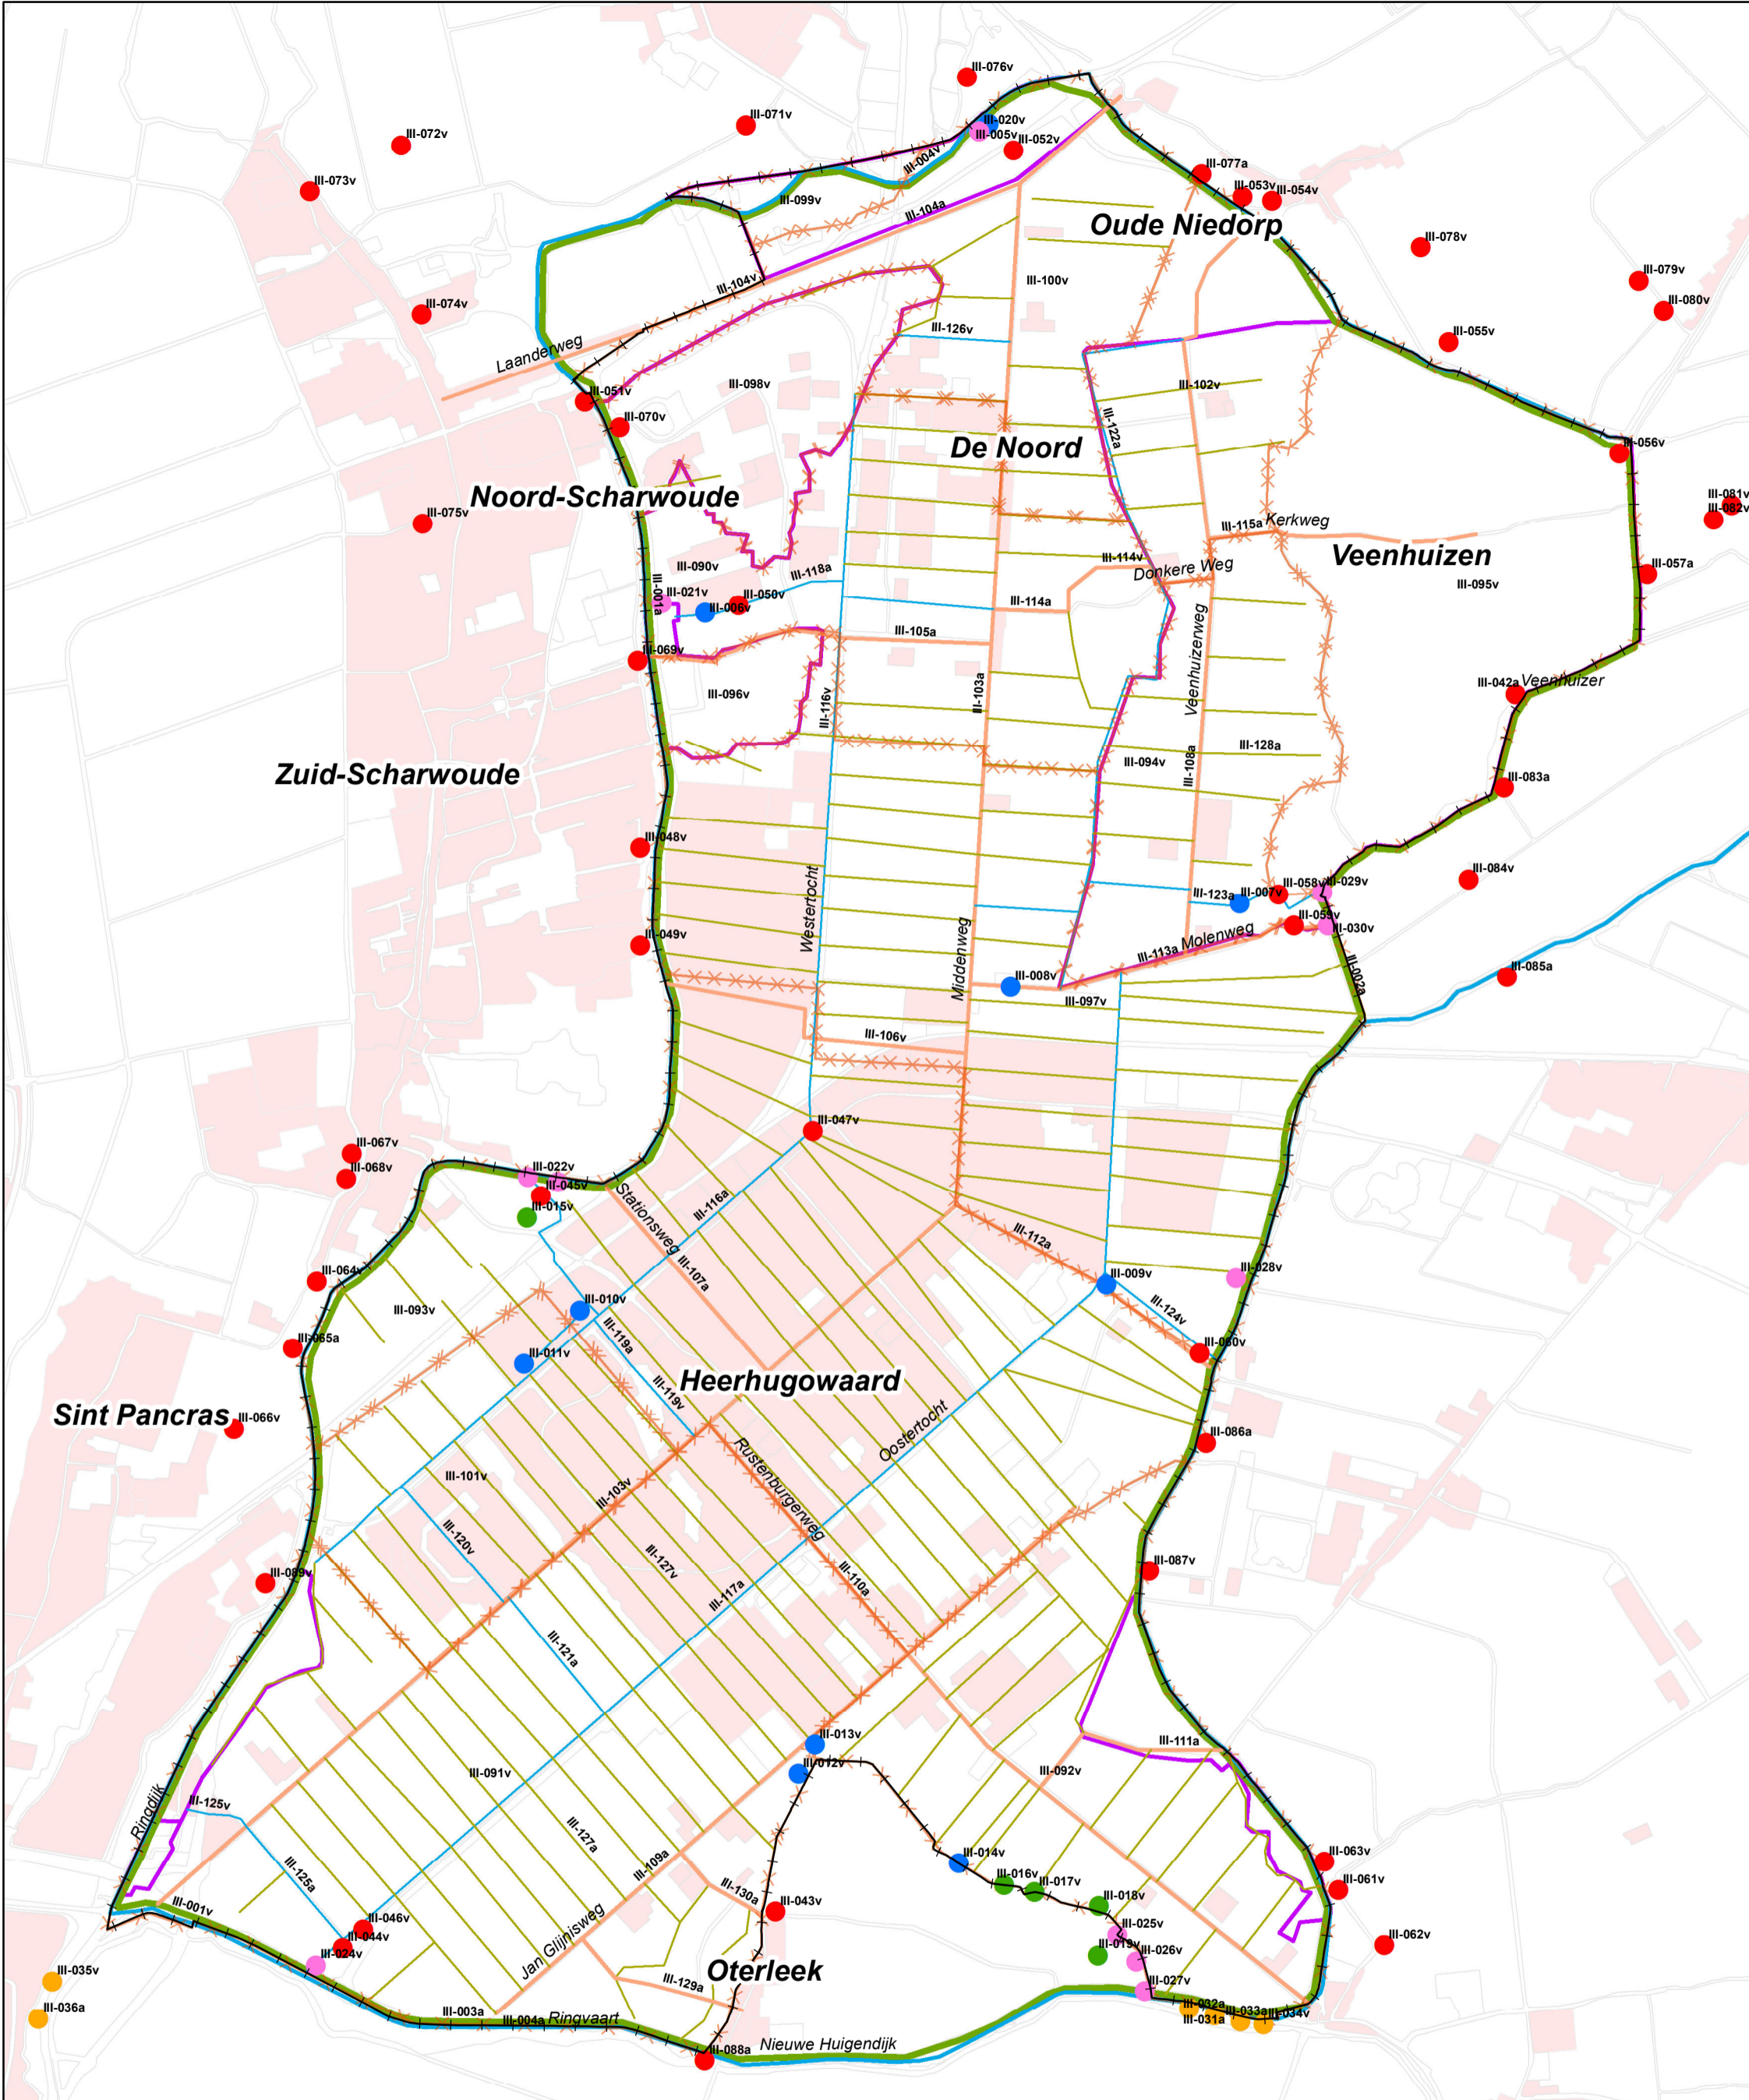 III-076v
III-071v
III-020v
III-005v
III-072v
III-052v
III-004v
III-077a
III-073v
III-053v
III-054v
III-099v
III-104a
Oude Niedorp
III-078v
III-079v
III-100v
III-104v
III-080v
III-074v
III-126v
III-055v
Laanderweg
III-098v
III-102v
III-051v
III-070v
III-122a
De Noord
III-056v
Noord-Scharwoude
III-081v
III-082v
III-075v
III-115a
Kerkweg
Veenhuizen
III-114v
Donkere Weg
III-090v
III-118a
III-057a
III-095v
III-001a
III-021v
III-006v
III-050v
III-114a
III-105a
Veenhuizerweg
III-069v
III-042a
Veenhuizer
III-096v
III-116v
III-103a
III-128a
III-094v
III-108a
Zuid-Scharwoude
III-083a
III-048v
III-084v
III-058v
III-029v
III-123a
III-007v
Westertocht
Middenweg
III-059v
III-030v
Molenweg
III-113a
III-049v
III-002a
III-085a
III-008v
III-097v
III-106v
III-047v
III-067v
III-068v
III-022v
III-045v
III-015v
Stationsweg
III-116a
III-112a
III-107a
III-064v
III-028v
III-009v
III-093v
III-010v
III-124v
III-119a
III-065a
III-011v
III-060v
Heerhugowaard
III-119v
Sint Pancras
III-066v
Oostertocht
III-086a
Rustenburgerweg
III-101v
III-103v
III-120v
III-127v
III-110a
III-087v
III-089v
III-117a
III-121a
III-013v
III-111a
III-012v
III-091v
III-092v
Ringdijk
III-125v
III-127a
III-014v
III-063v
III-109a
III-016v
III-017v
III-061v
III-125a
III-130a
III-018v
III-001v
III-043v
III-046v
III-025v
III-044v
Jan Glijnisweg
III-019v
III-026v
III-062v
III-024v
Oterleek
III-035v
III-129a
III-027v
III-036a
III-003a
III-004a
Ringvaart
III-032a
III-033a
III-034v
III-031a
Nieuwe Huigendijk
III-088a